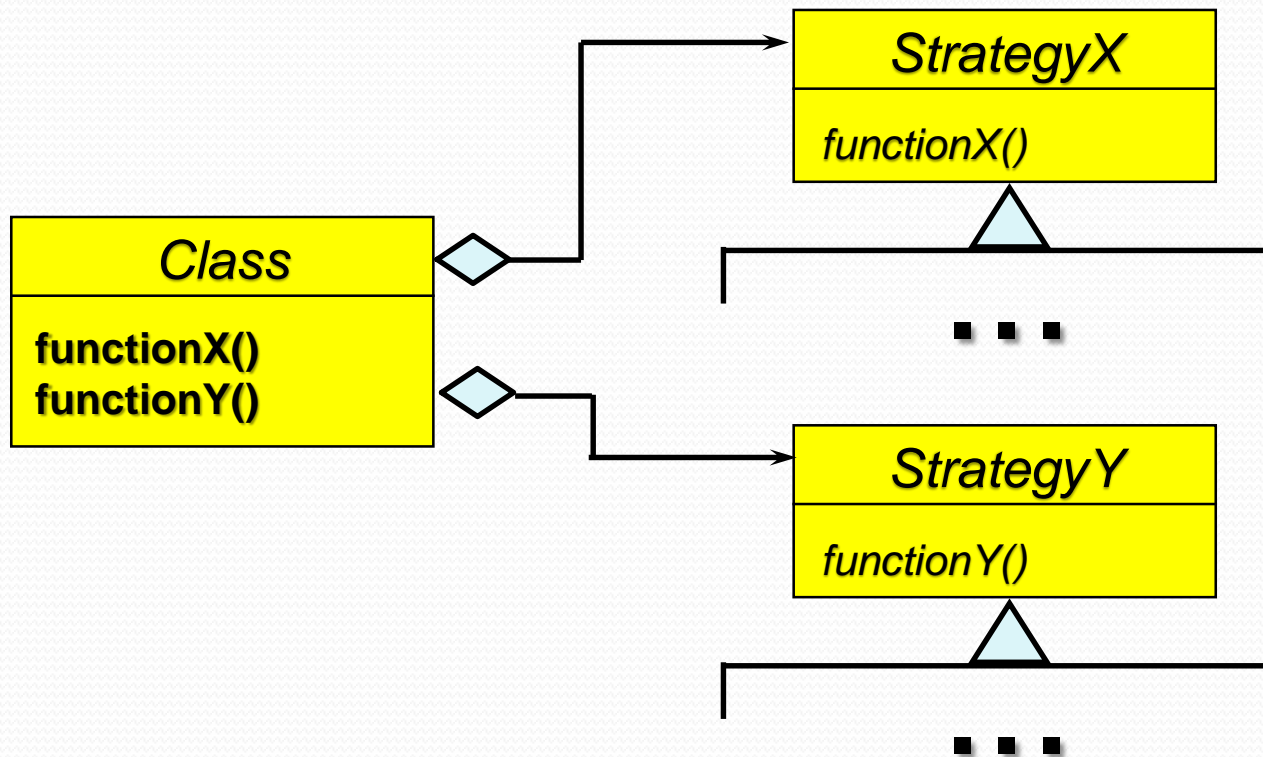 StrategyX
functionX()
Class
functionX()
functionY()
StrategyY
functionY()